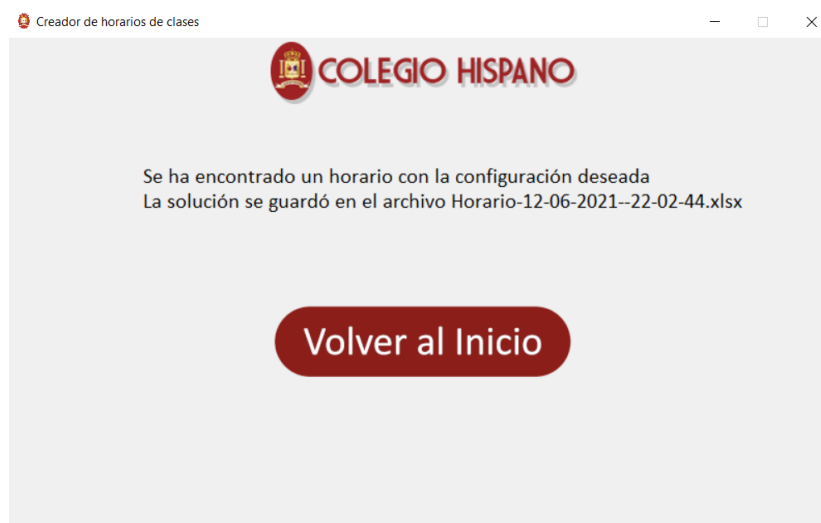 Creador de horarios de clases
COLEGIO HISPANO
Se ha encontrado un horario con la configuración deseada
La solución se guardó en el archivo Horario-12-06-2021--22-02-44.xlsx
Volver al Inicio